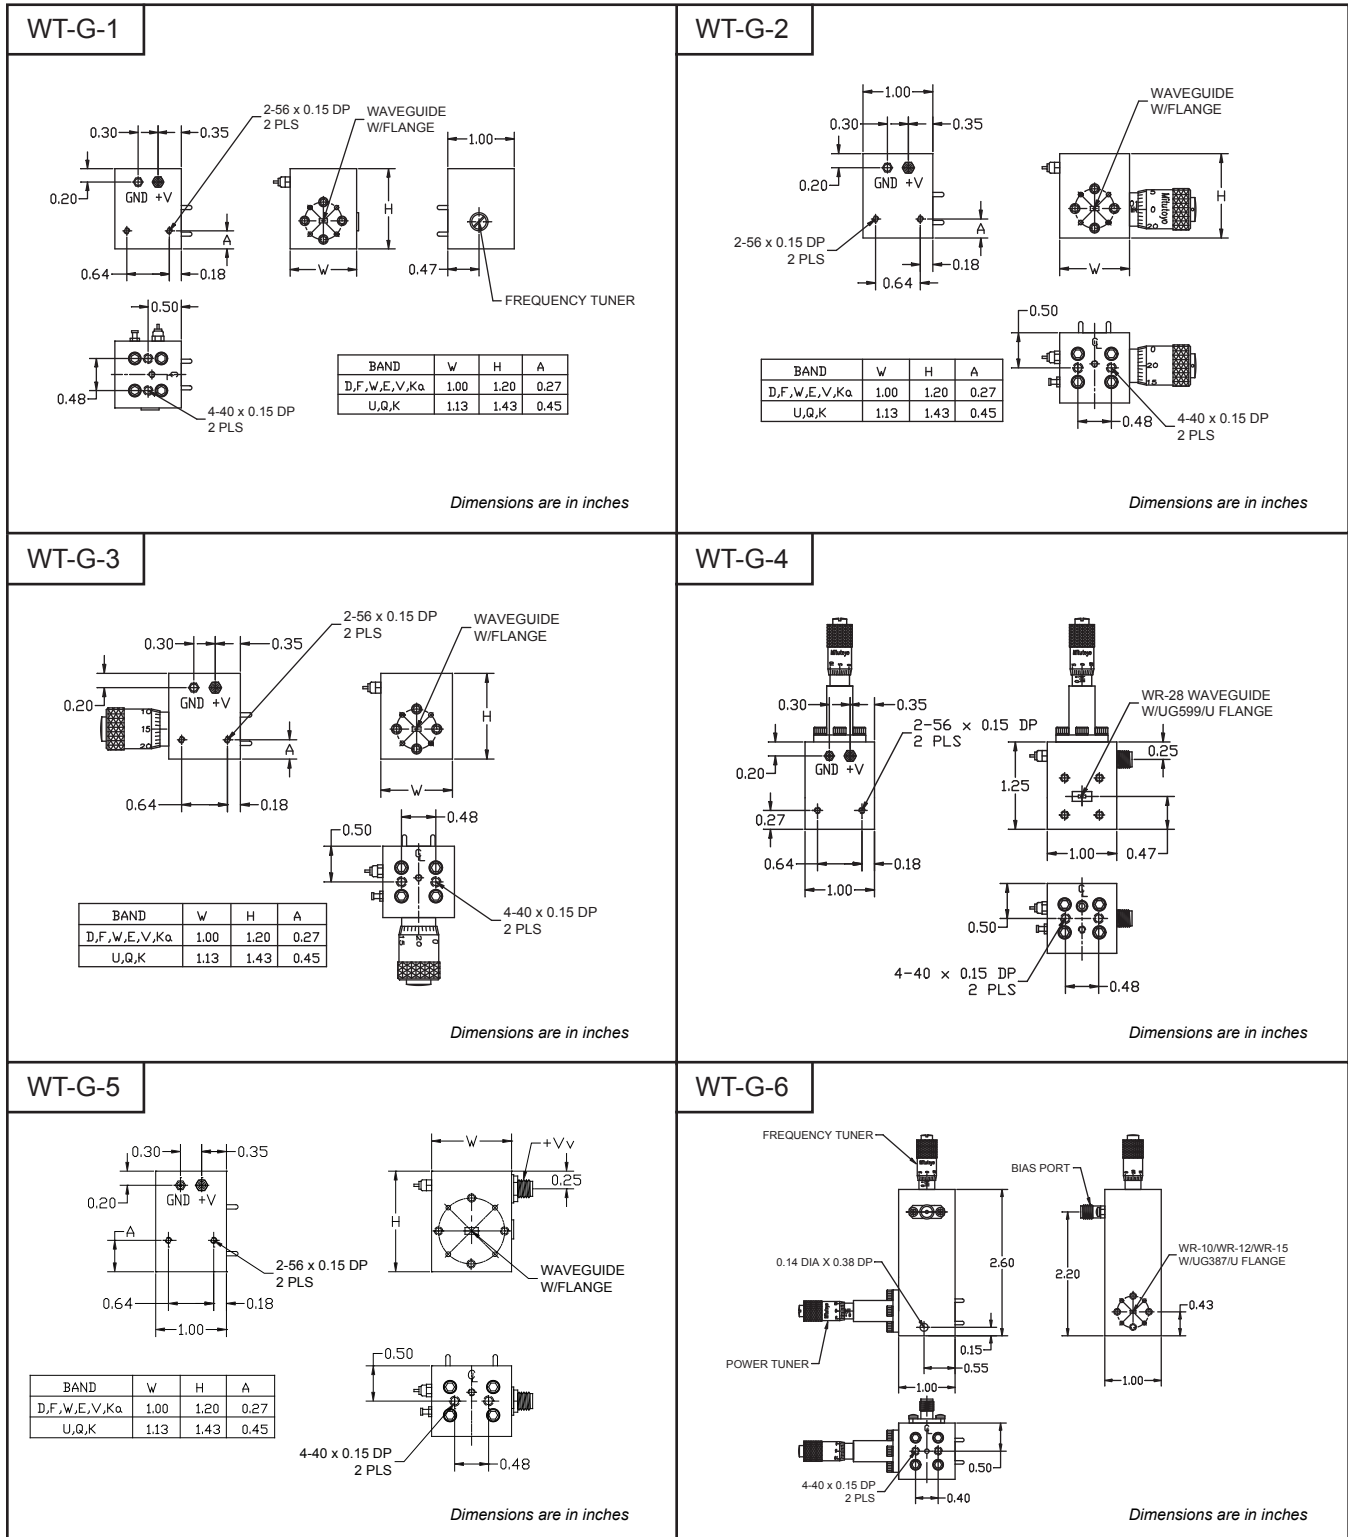 WT-G-1
2-56 x 0.15 DP
2 PLS
WAVEGUIDE
W/FLANGE
0.30
0.35
1.00
0.20
GND +V
H
A
0.64
0.18
W
0.47
FREQUENCY TUNER
0.50
0.48
4-40 x 0.15 DP
2 PLS
BAND W H A
D,F,W,E,V,Ka 1.00 1.20 0.27
U,Q,K 1.13 1.43 0.45
Dimensions are in inches
WT-G-2
1.00
WAVEGUIDE
W/FLANGE
0.30
0.35
0.20
GND +V
Mitutoyo
H
A
2-56 x 0.15 DP
2 PLS
0.18
0.64
W
0.50
CL
0
20
15
BAND W H A
D,F,W,E,V,Ka 1.00 1.20 0.27
U,Q,K 1.13 1.43 0.45
0.48
4-40 x 0.15 DP
2 PLS
Dimensions are in inches
WT-G-3
2-56 x 0.15 DP
2 PLS
WAVEGUIDE
W/FLANGE
0.30
0.35
0.20
GND +V
10
15
20
H
A
W
0.64
0.18
0.50
0.48
CL
4-40 x 0.15 DP
2 PLS
BAND W H A
D,F,W,E,V,Ka 1.00 1.20 0.27
U,Q,K 1.13 1.43 0.45
Dimensions are in inches
WT-G-4
Mitutoyo
Mitutoyo
0.30
0.35
WR-28 WAVEGUIDE
W/UG599/U FLANGE
2-56 x 0.15 DP
2 PLS
0.25
0.20
GND +V
1.25
0.27
0.64
0.18
1.00
0.47
1.00
CL
0.50
4-40 x 0.15 DP
2 PLS
0.48
Dimensions are in inches
WT-G-5
W
+Vv
0.30
0.35
0.25
0.20
GND +V
H
A
2-56 x 0.15 DP
2 PLS
WAVEGUIDE
W/FLANGE
0.64
0.18
1.00
0.50
CL
BAND W H A
D,F,W,E,V,Ka 1.00 1.20 0.27
U,Q,K 1.13 1.43 0.45
4-40 x 0.15 DP
2 PLS
0.48
Dimensions are in inches
WT-G-6
FREQUENCY TUNER
Mitutoyo
BIAS PORT
0.14 DIA X 0.38 DP
2.60
2.20
WR-10/WR-12/WR-15
W/UG387/U FLANGE
0.43
POWER TUNER
0.15
0.55
1.00
1.00
CL
0.50
4-40 x 0.15 DP
2 PLS
0.40
Dimensions are in inches